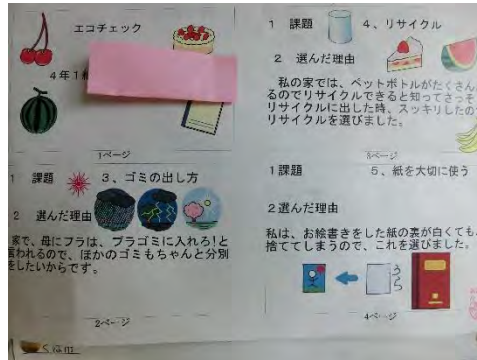 エコチェック
4年1組
1ページ
1 課題 3、ゴミの出し方
2 選んだ理由
家で、母にプラは、プラゴミに入れろ！と
言われるので、ほかのゴミもちゃんと分別
をしたいからです。
2ページ
1 課題 4、リサイクル
2 選んだ理由
私の家では、ペットボトルがたくさん
るのでリサイクルできると知ってさっそ
リサイクルに出した時、スッキリしたの
リサイクルを選びました。
3ページ
1課題 5、紙を大切に使う
2選んだ理由
私は、お絵書きをした紙の裏が白くても、
捨ててしまうので、これを選びました。
4ページ